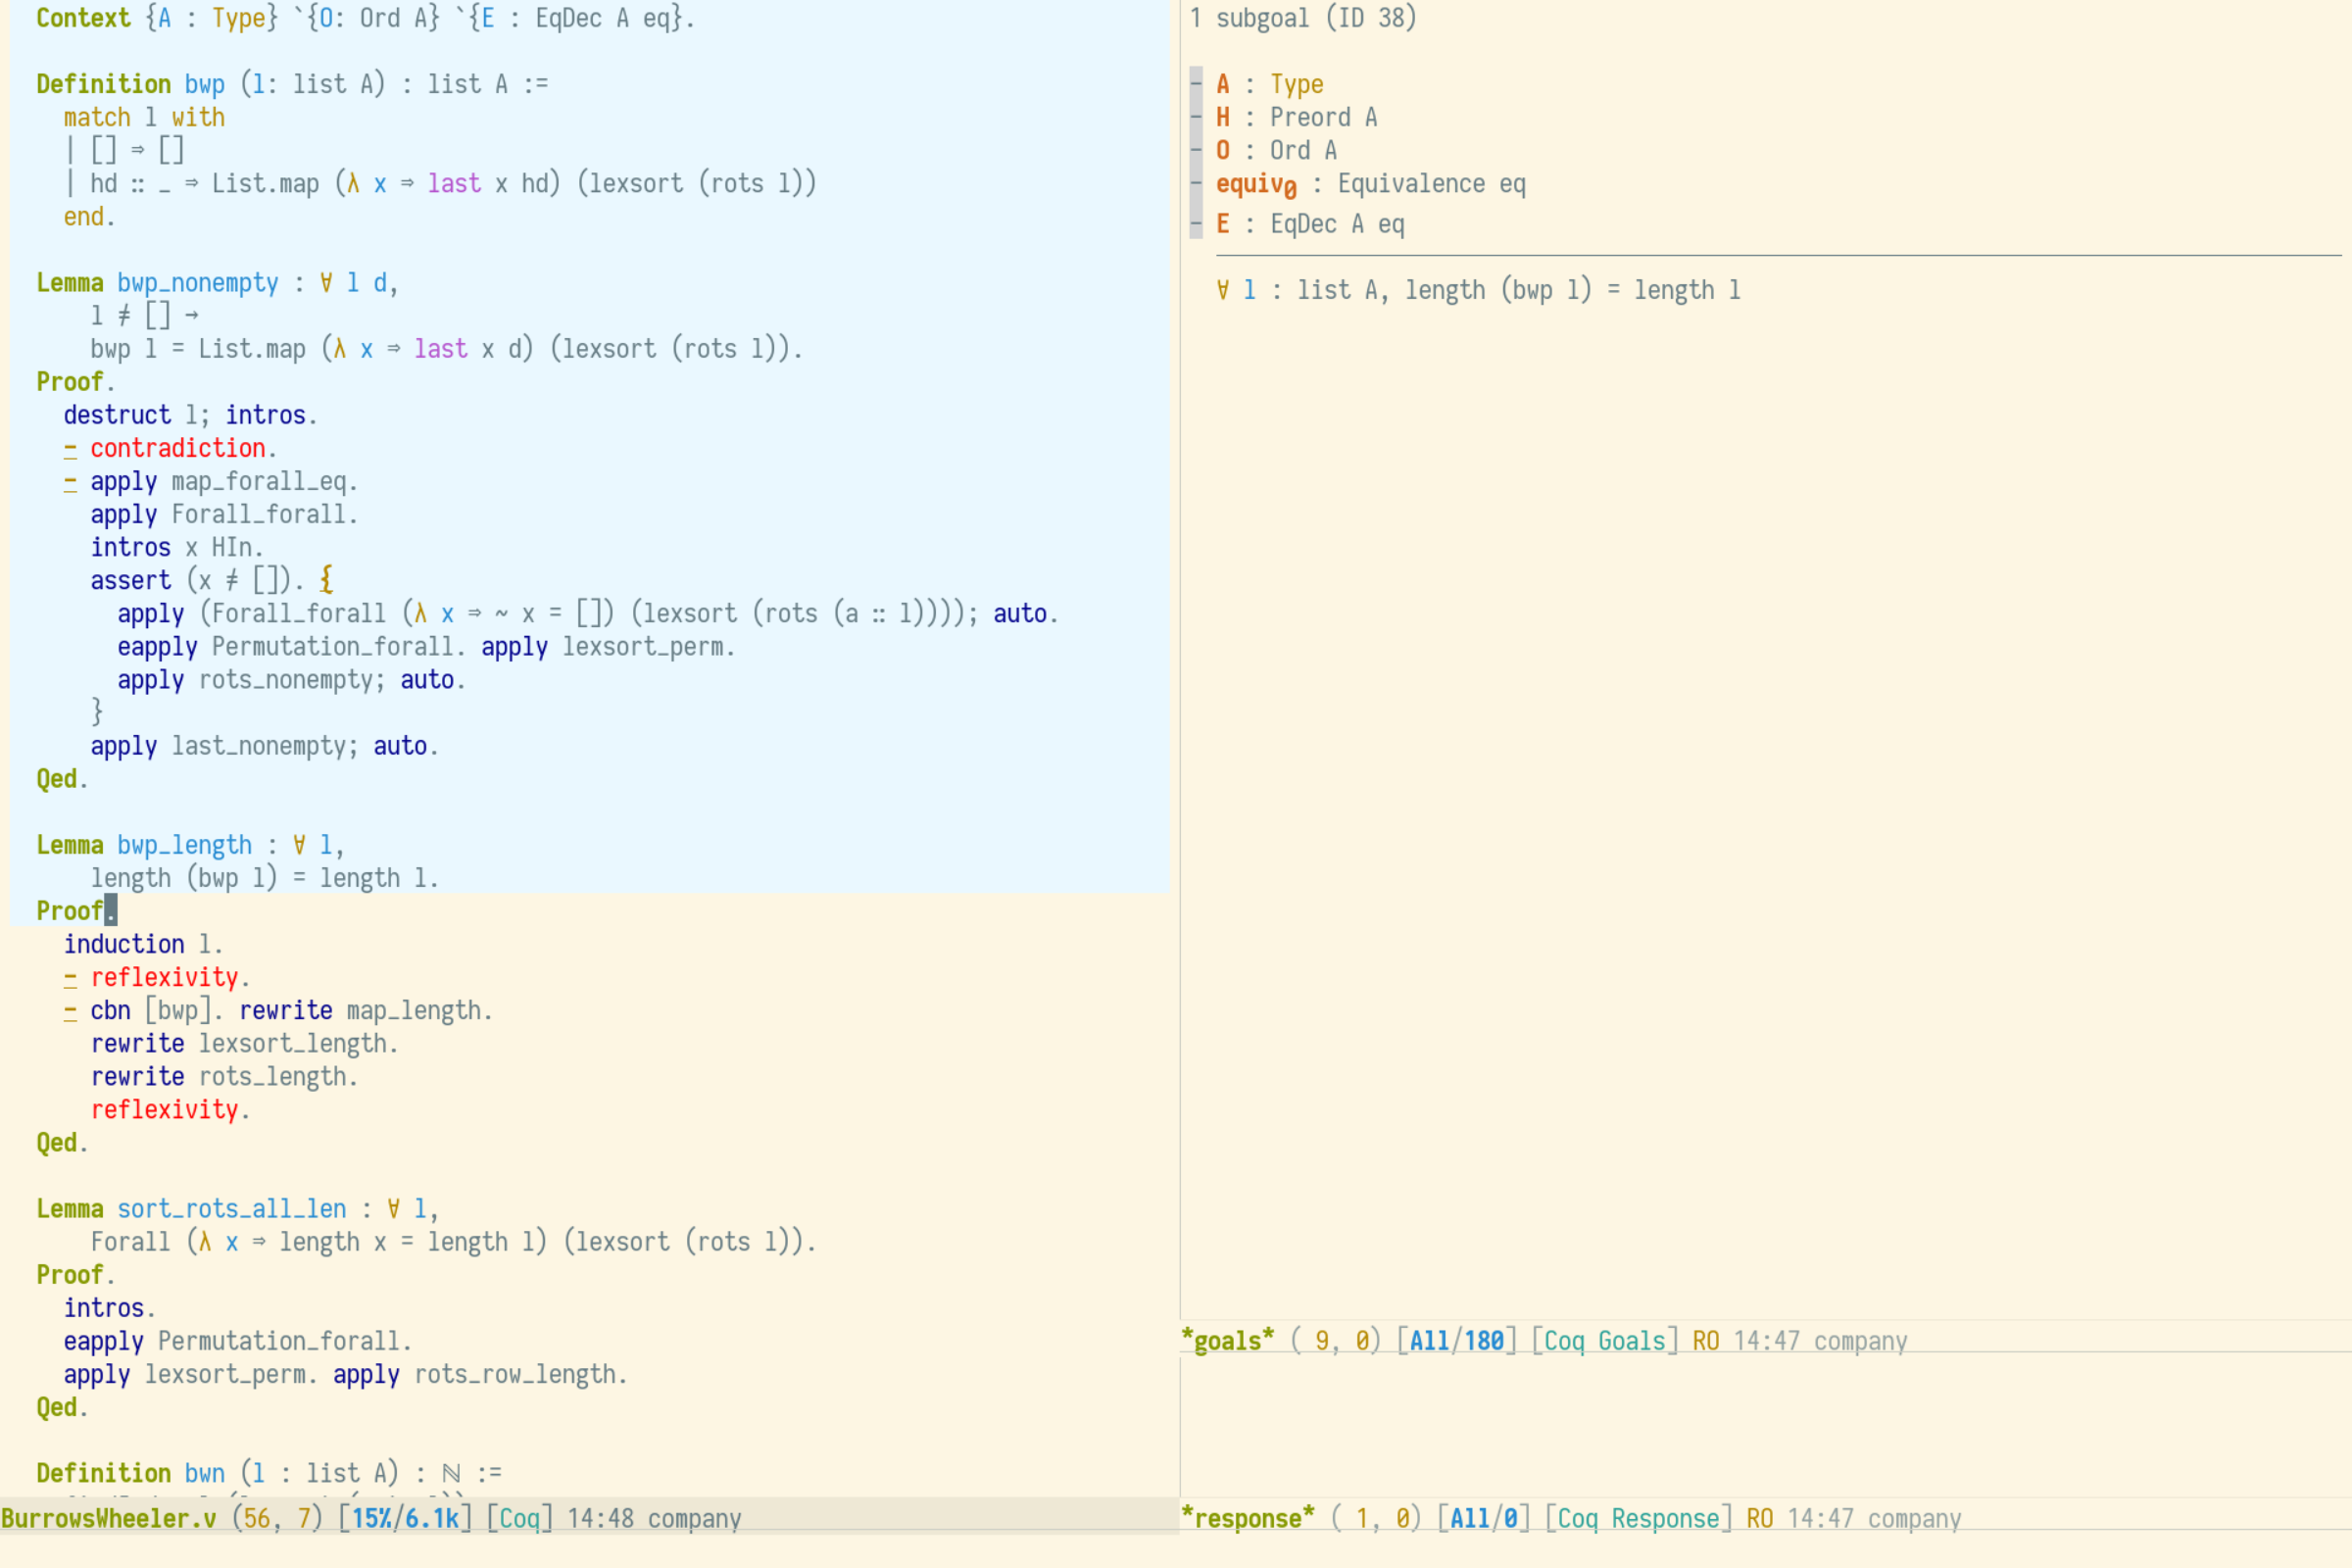 Context {A : Type} `{O: Ord A} `{E : EqDec A eq}.
Definition bwp (l: list A) : list A :=
match l with
| [] ⇒ []
| hd :: _ ⇒ List.map (λ x ⇒ last x hd) (lexsort (rots l))
end.
Lemma bwp_nonempty : ∀ l d,
l ≠ [] →
bwp l = List.map (λ x ⇒ last x d) (lexsort (rots l)).
Proof.
destruct l; intros.
- contradiction.
- apply map_forall_eq.
apply Forall_forall.
intros x HIn.
assert (x ≠ []). {
apply (Forall_forall (λ x ⇒ ~ x = []) (lexsort (rots (a :: l)))); auto.
eapply Permutation_forall. apply lexsort_perm.
apply rots_nonempty; auto.
}
apply last_nonempty; auto.
Qed.
Lemma bwp_length : ∀ l,
length (bwp l) = length l.
Proof.
induction l.
- reflexivity.
- cbn [bwp]. rewrite map_length.
rewrite lexsort_length.
rewrite rots_length.
reflexivity.
Qed.
Lemma sort_rots_all_len : ∀ l,
Forall (λ x ⇒ length x = length l) (lexsort (rots l)).
Proof.
intros.
eapply Permutation_forall.
apply lexsort_perm. apply rots_row_length.
Qed.
Definition bwn (l : list A) : ℕ :=
BurrowsWheeler.v (56, 7) [15%/6.1k] [Coq] 14:48 company
1 subgoal (ID 38)
- A : Type
- H : Preord A
- O : Ord A
- equiv₀ : Equivalence eq
- E : EqDec A eq
∀ l : list A, length (bwp l) = length l
*goals* ( 9, 0) [All/180] [Coq Goals] RO 14:47 company
*response* ( 1, 0) [All/0] [Coq Response] RO 14:47 company